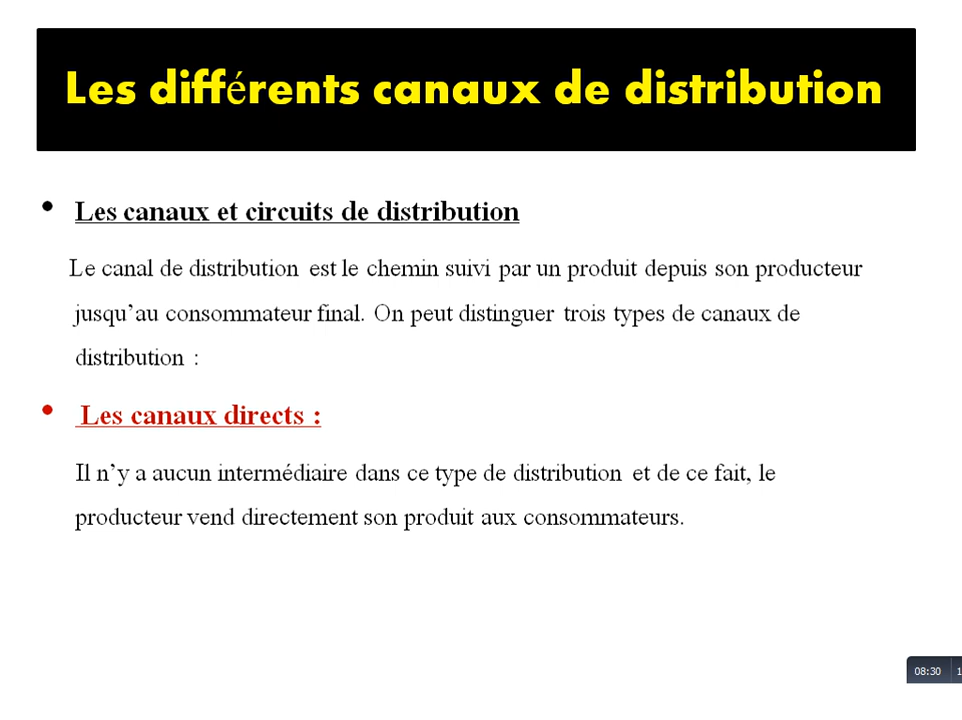 Les différents canaux de distribution
• Les canaux et circuits de distribution
Le canal de distribution est le chemin suivi par un produit depuis son producteur
jusqu’au consommateur final. On peut distinguer trois types de canaux de
distribution :
• Les canaux directs :
Il n’y a aucun intermédiaire dans ce type de distribution et de ce fait, le
producteur vend directement son produit aux consommateurs.
08:30